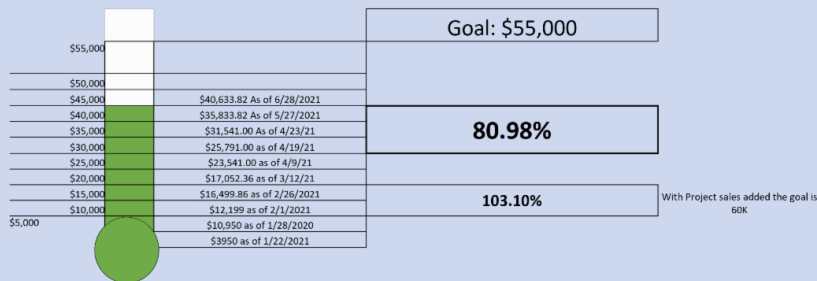 Goal: $55,000
$55,000
$50,000
$45,000 $40,633.82 As of 6/28/2021
$40,000 $35,833.82 As of 5/27/2021
$35,000 $31,541.00 As of 4/23/21
80.98%
$30,000 $25,791.00 as of 4/19/21
$25,000 $23,541.00 as of 4/9/21
$20,000 $17,052.36 as of 3/12/21
$15,000 $16,499.86 as of 2/26/2021
103.10%
With Project sales added the goal is
60K
$10,000 $12,199 as of 2/1/2021
$5,000
$10,950 as of 1/28/2020
$3950 as of 1/22/2021